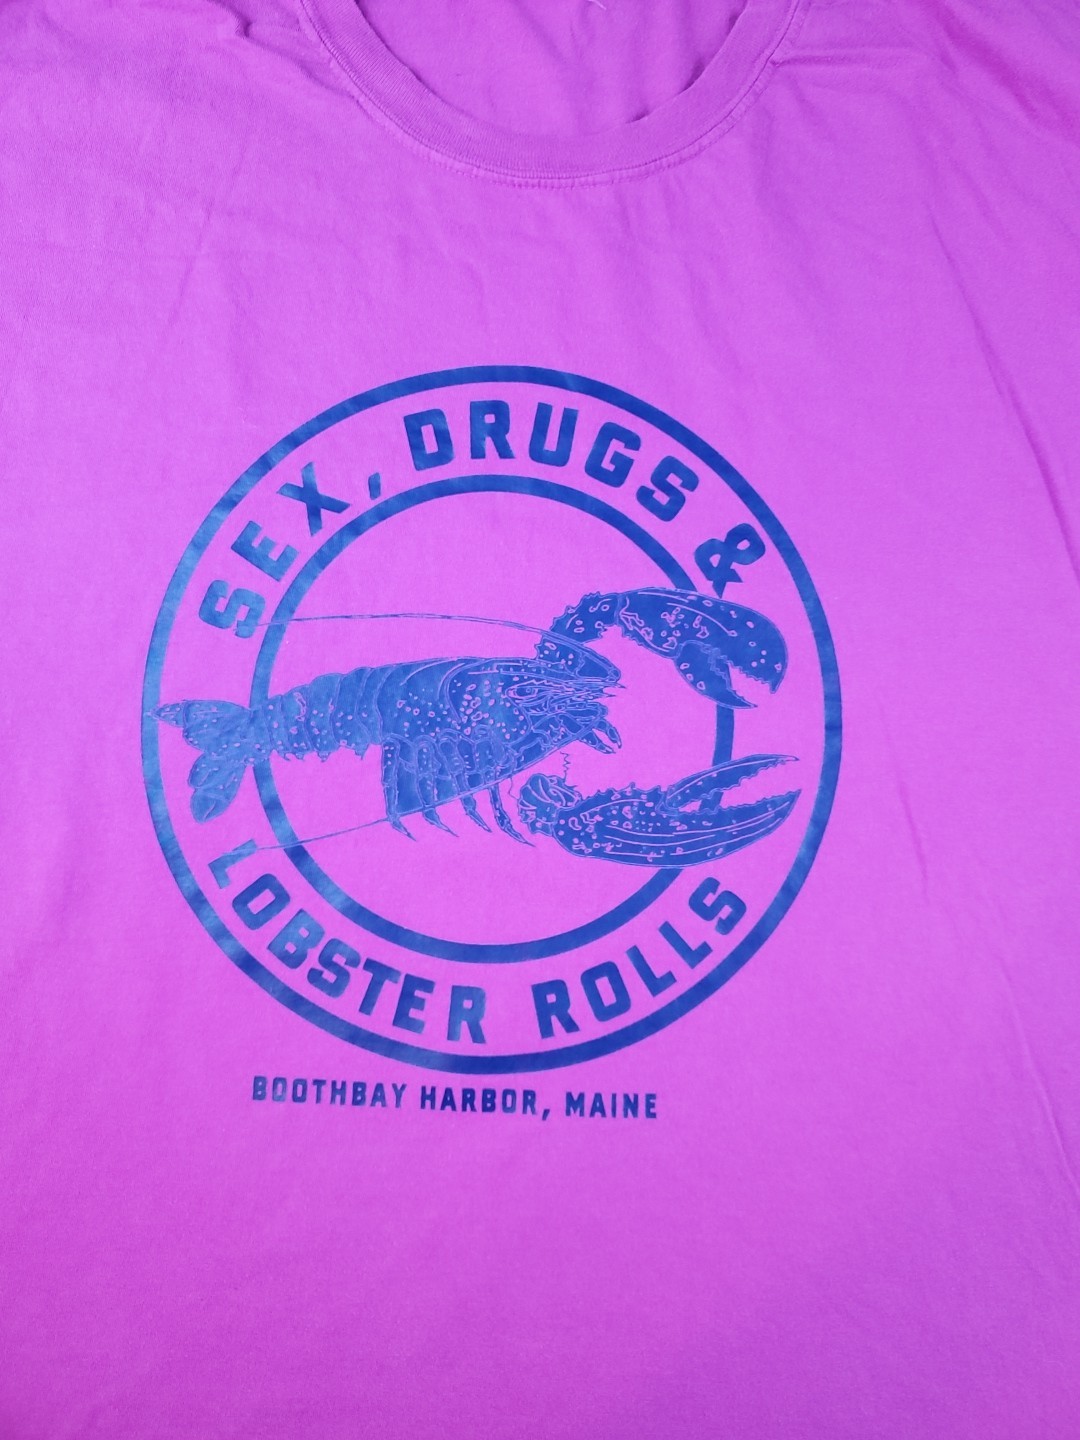 SEX, DRUGS &
LOBSTER ROLLS
BOOTHBAY HARBOR, MAINE